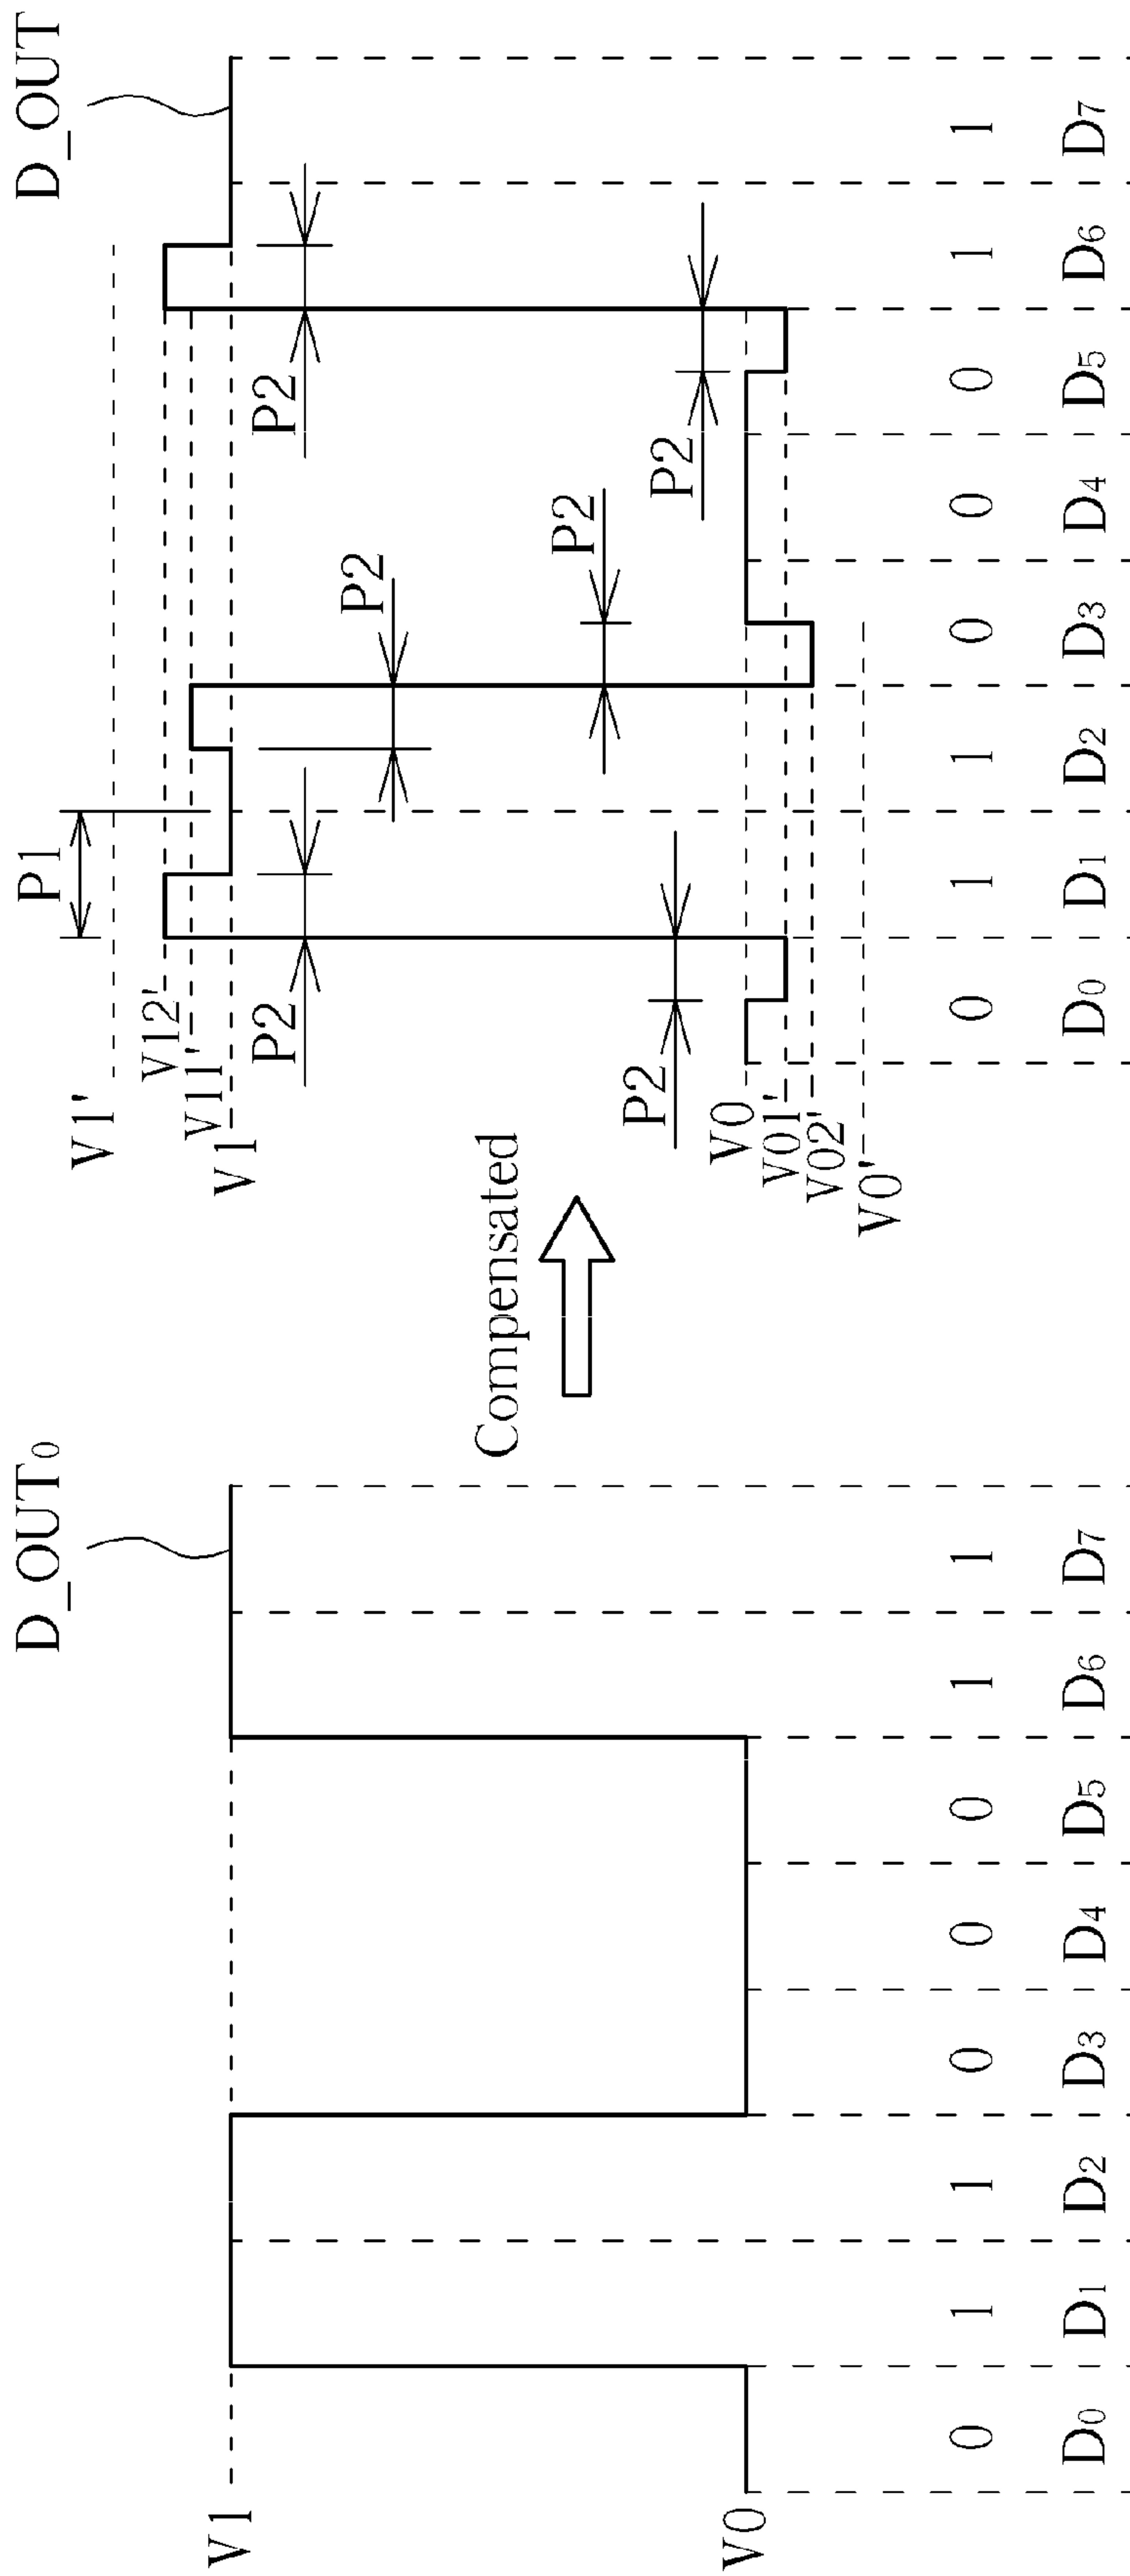 D_OUT0
V1
V0
0 1 1 0 0 0 1 1
D0 D1 D2 D3 D4 D5 D6 D7
Compensated
D_OUT
P1
V1'
V12'
V11'
V1
P2
P2
P2
P2
P2
P2
V0
V01'
V02'
V0'
0 1 1 0 0 0 1 1
D0 D1 D2 D3 D4 D5 D6 D7